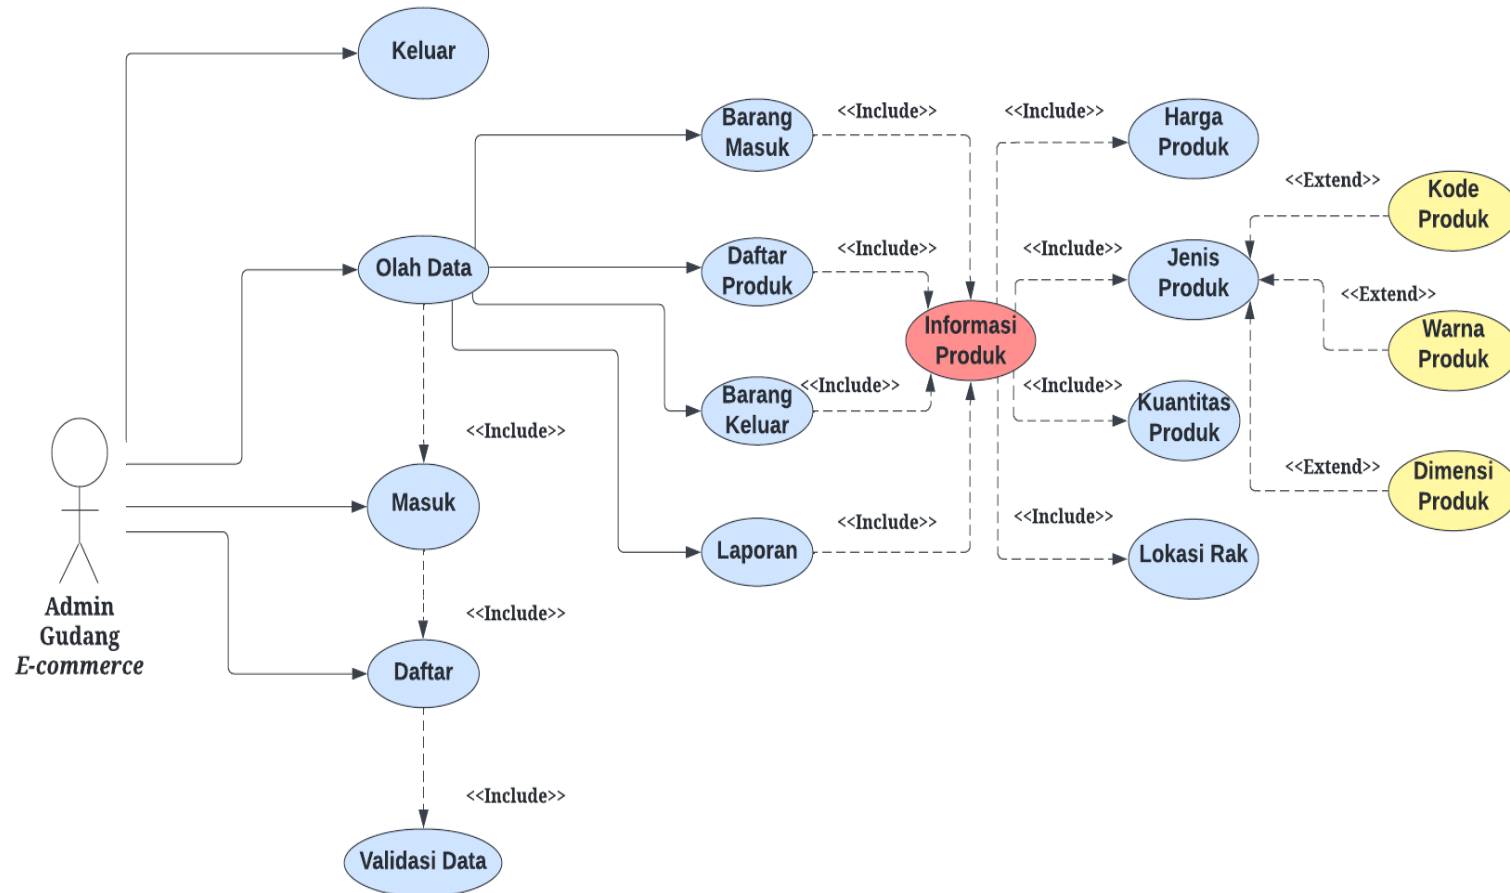 Keluar
Barang
Masuk
<<Include>>
<<Include>>
Harga
Produk
<<Extend>>
Kode
Produk
Olah Data
Daftar
Produk
<<Include>>
<<Include>>
Jenis
Produk
<<Extend>>
Warna
Produk
Informasi
Produk
Barang
Keluar
<<Include>>
<<Include>>
Kuantitas
Produk
<<Extend>>
Dimensi
Produk
<<Include>>
Masuk
Laporan
<<Include>>
<<Include>>
Lokasi Rak
Admin
Gudang
E-commerce
<<Include>>
Daftar
<<Include>>
Validasi Data